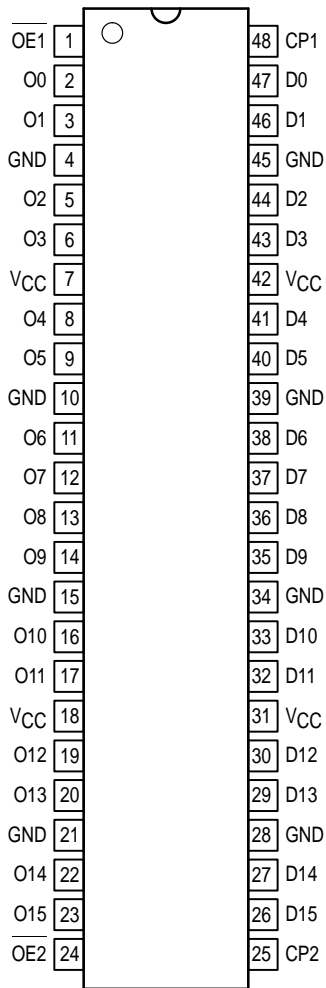 OE1 1 48 CP1
O0 2 47 D0
O1 3 46 D1
GND 4 45 GND
O2 5 44 D2
O3 6 43 D3
VCC 7 42 VCC
O4 8 41 D4
O5 9 40 D5
GND 10 39 GND
O6 11 38 D6
O7 12 37 D7
O8 13 36 D8
O9 14 35 D9
GND 15 34 GND
O10 16 33 D10
O11 17 32 D11
VCC 18 31 VCC
O12 19 30 D12
O13 20 29 D13
GND 21 28 GND
O14 22 27 D14
O15 23 26 D15
OE2 24 25 CP2